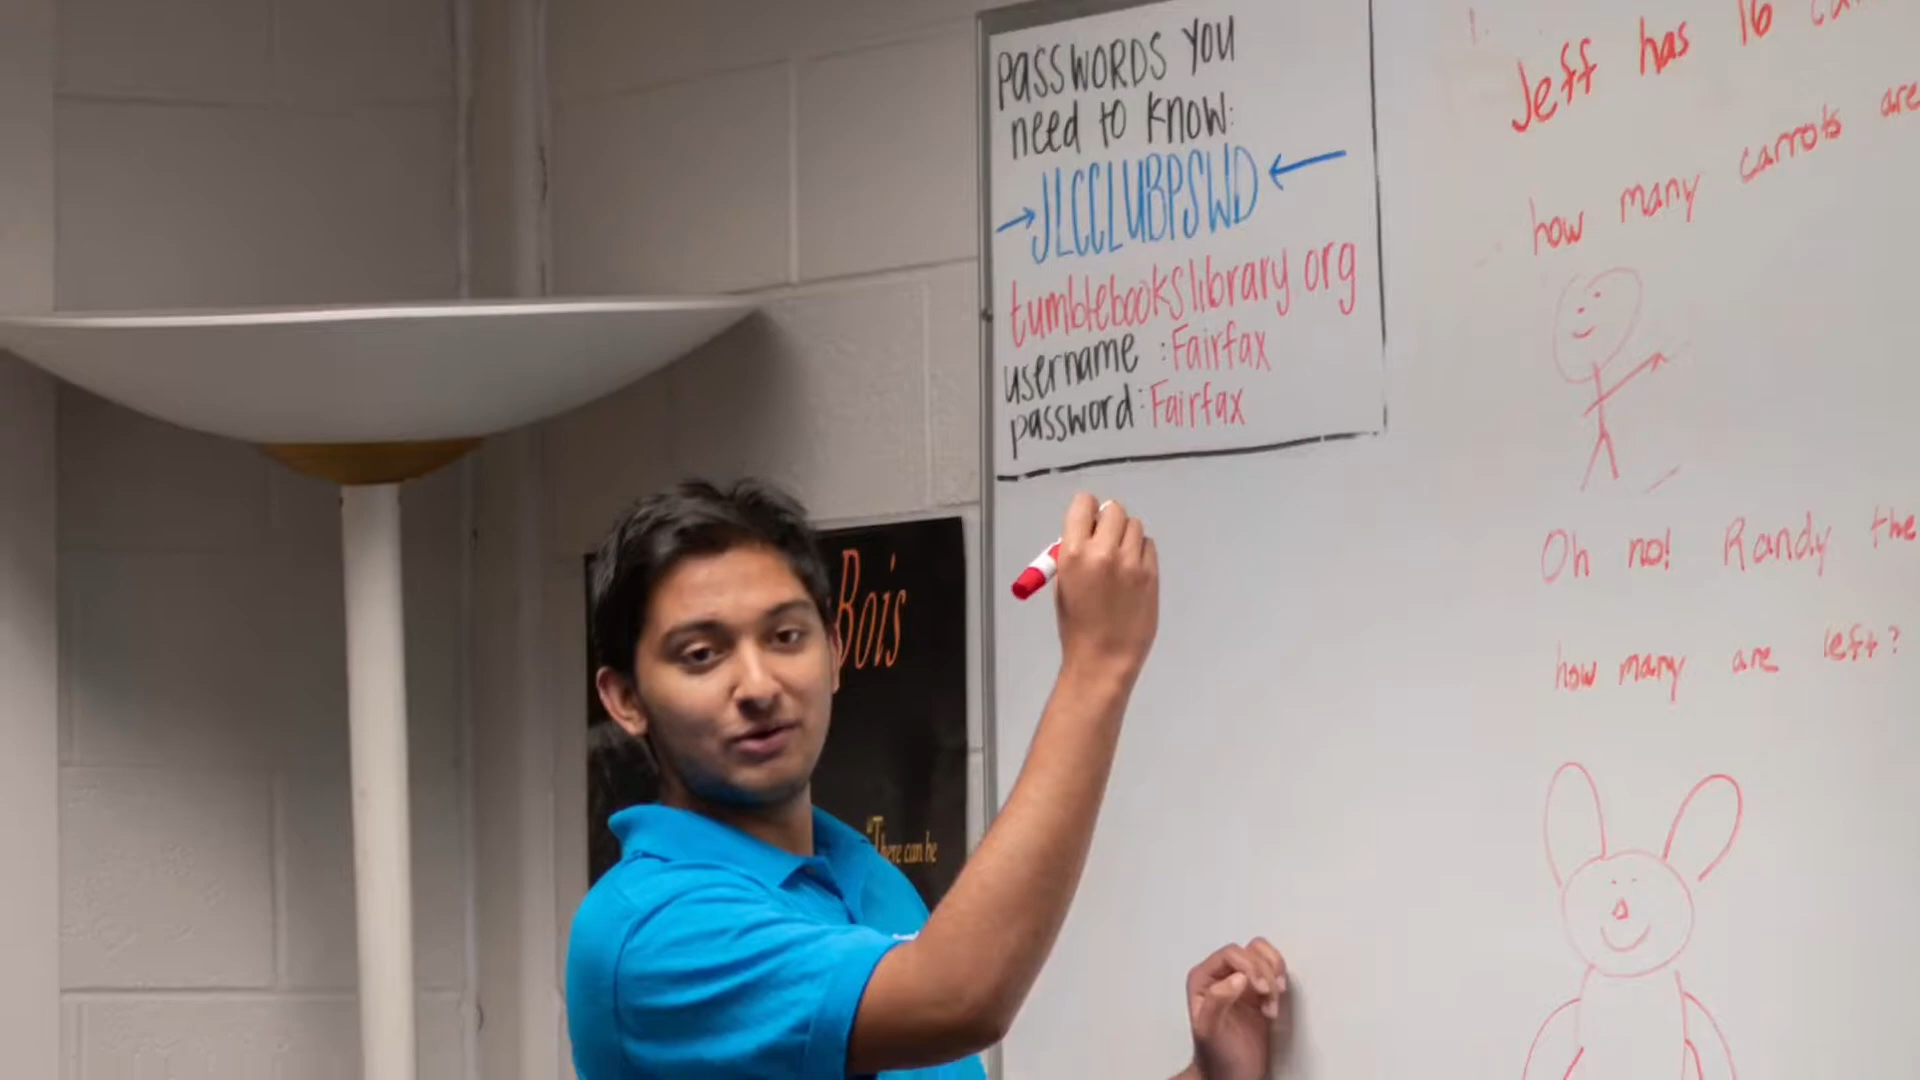 PASSWORDS YOU
need to know:
→JLCCLUBPSWD←
tumblebookslibrary.org
username : Fairfax
password: Fairfax
Jeff has 16
how many carrots are
Oh no! Randy the
how many are left?
Bois
"There can be